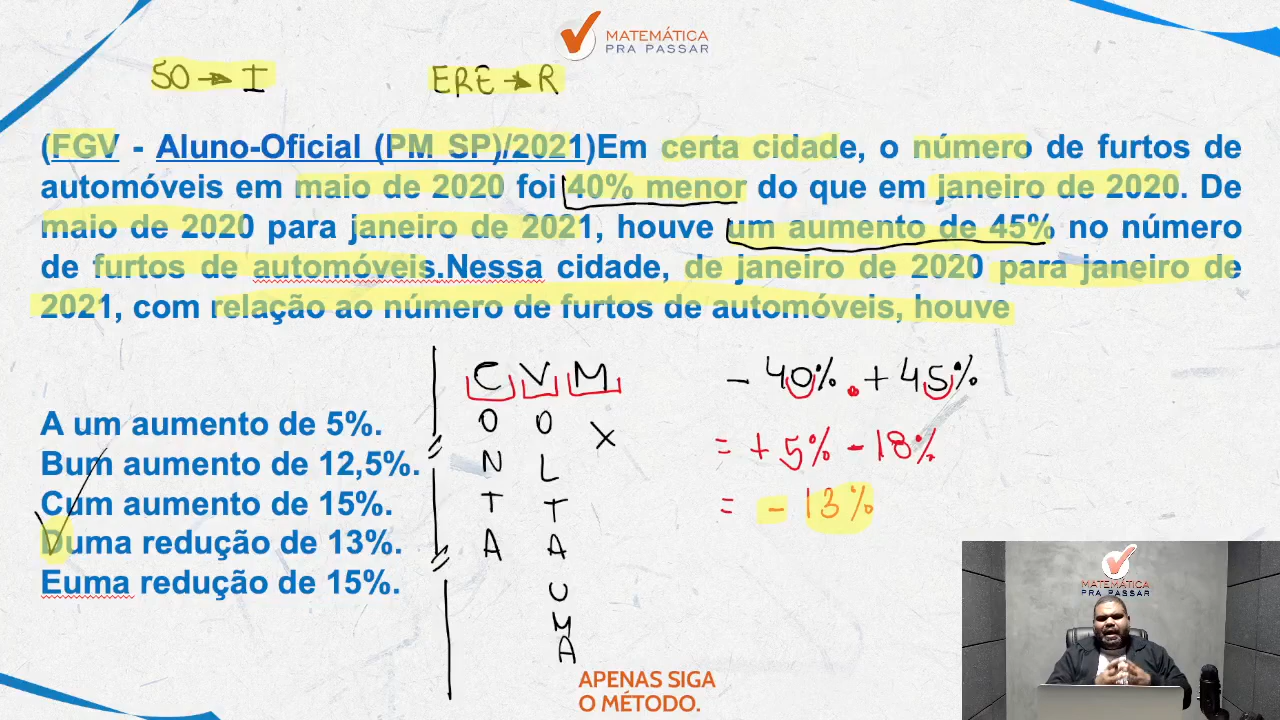 MATEMÁTICA
PRA PASSAR
SO → I
ERE → R
(FGV - Aluno-Oficial (PM SP)/2021)Em certa cidade, o número de furtos de
automóveis em maio de 2020 foi 40% menor do que em janeiro de 2020. De
maio de 2020 para janeiro de 2021, houve um aumento de 45% no número
de furtos de automóveis.Nessa cidade, de janeiro de 2020 para janeiro de
2021, com relação ao número de furtos de automóveis, houve
A um aumento de 5%.
Bum aumento de 12,5%.
Cum aumento de 15%.
Duma redução de 13%.
Euma redução de 15%.
C V M
O O X
N L
T T
A A
U
M
A
- 40% . + 45%
= + 5% - 18%
= - 13%
MATEMÁTICA
PRA PASSAR
APENAS SIGA
O MÉTODO.